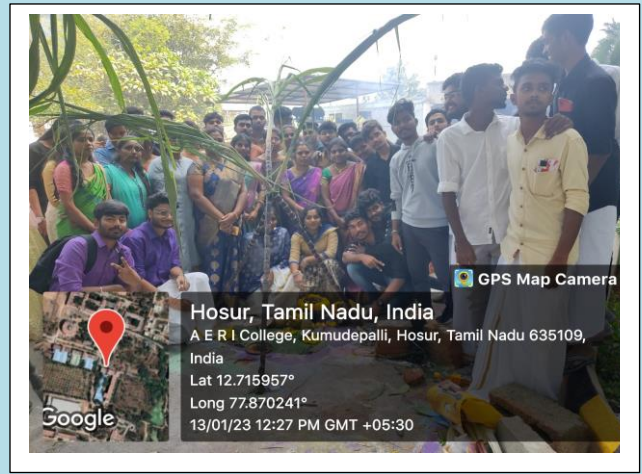 GPS Map Camera
Hosur, Tamil Nadu, India
A E R I College, Kumudepalli, Hosur, Tamil Nadu 635109,
India
Lat 12.715957°
Long 77.870241°
13/01/23 12:27 PM GMT +05:30
Google